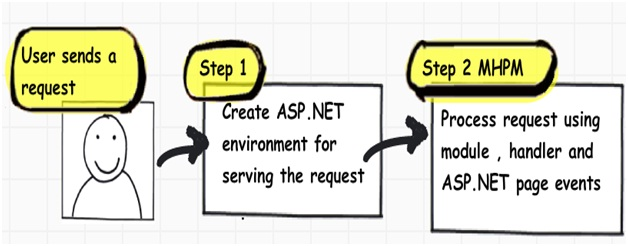 User sends a
request
Step 1
Create ASP.NET
environment for
serving the request
Step 2 MHPM
Process request using
module , handler and
ASP.NET page events